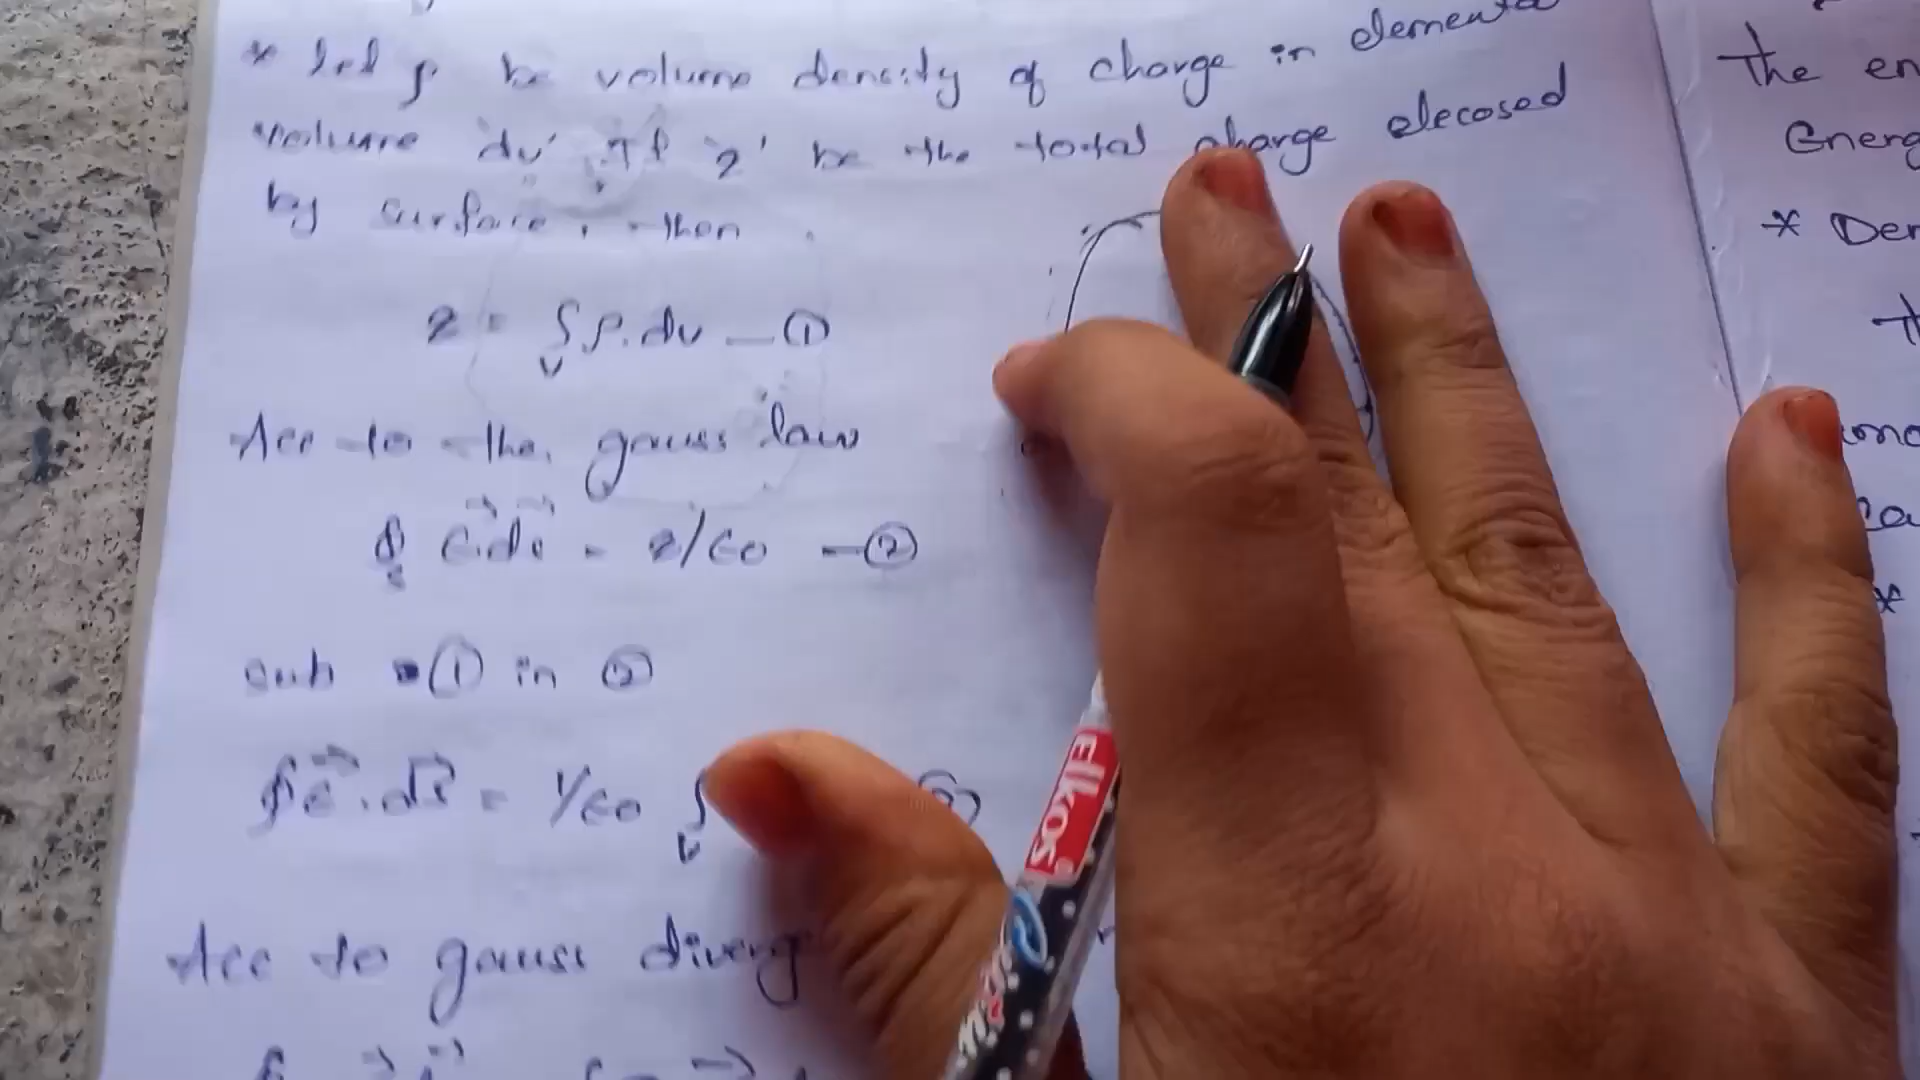 * let ρ be volume density of charge in elementa
volume 'dv' If 'q' be the total charge elecosed
by surface, then
q = ∫ᵥ ρ.dv — ①
Acc to the gauss law
∮ₛ E⃗.ds⃗ = q/ε0 — ②
sub ① in ②
∮ E⃗.ds⃗ = 1/ε0 ∫ᵥ
Acc to gauss diverg
The en
Energ
* Der
elkos